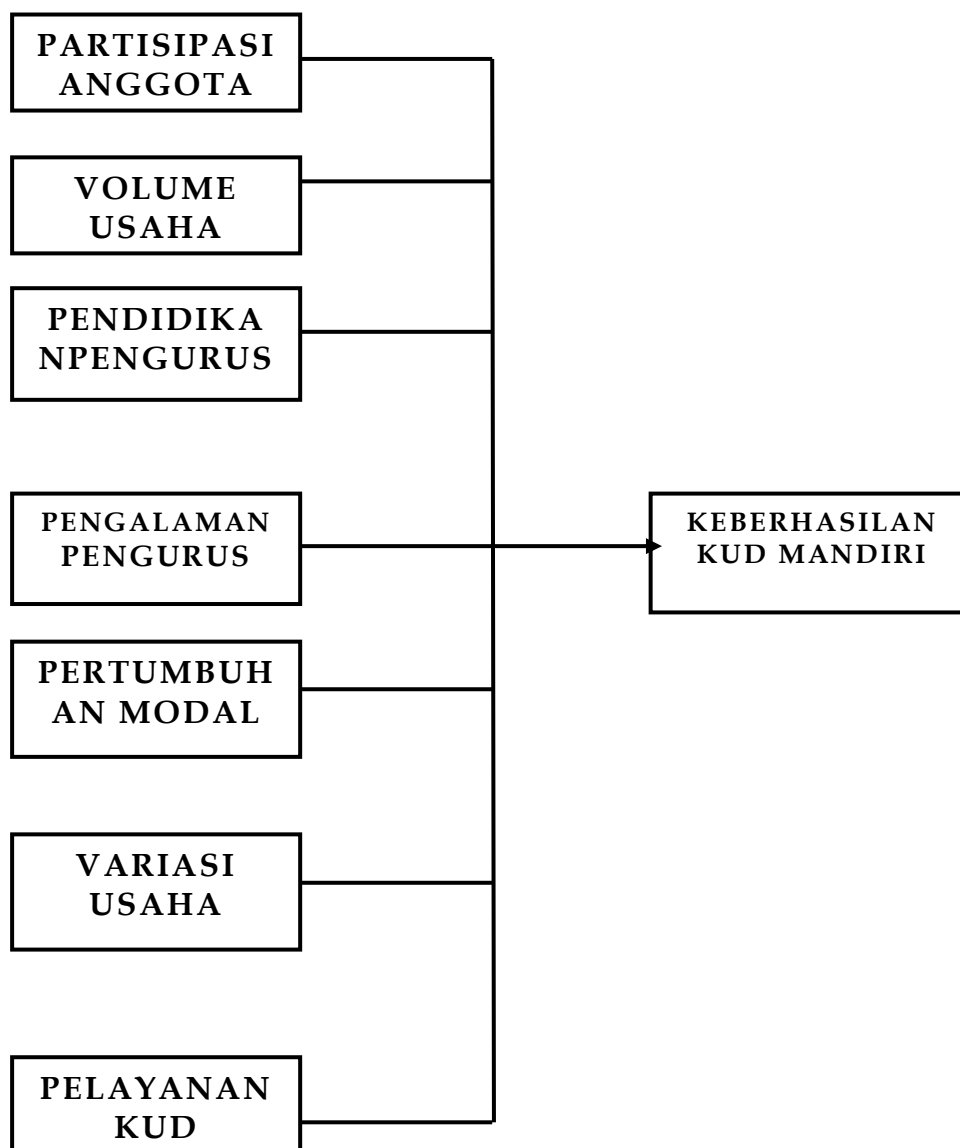 PARTISIPASI
ANGGOTA
VOLUME
USAHA
PENDIDIKA
NPENGURUS
PENGALAMAN
PENGURUS
KEBERHASILAN
KUD MANDIRI
PERTUMBUH
AN MODAL
VARIASI
USAHA
PELAYANAN
KUD